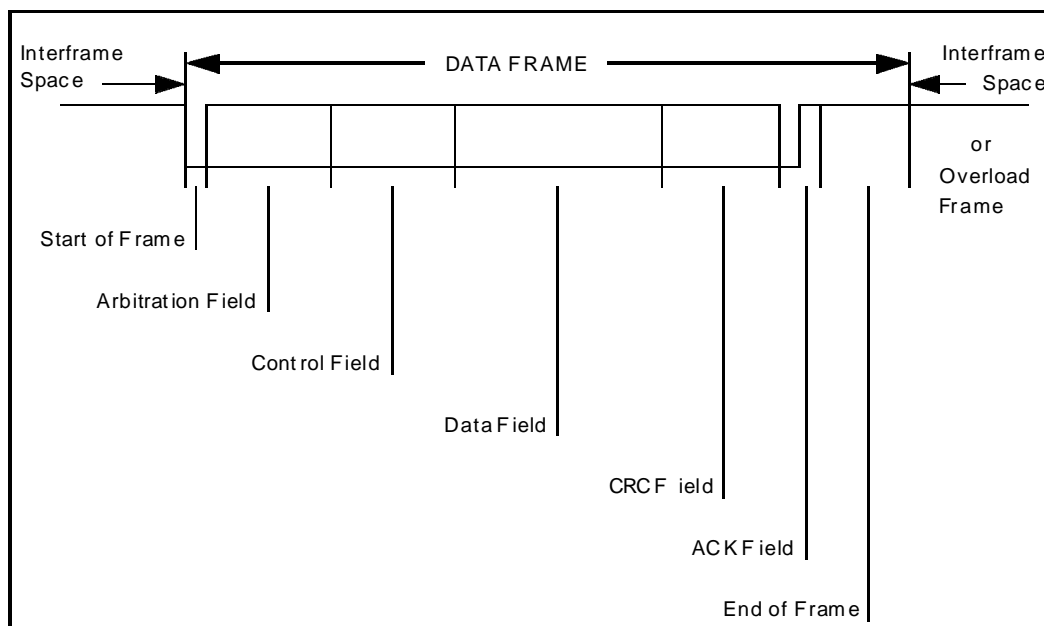 Interframe
Space
DATA FRAME
Interframe
Space
or
Overload
Frame
Start of Frame
Arbitration Field
Control Field
Data Field
CRC F ield
ACK Field
End of Frame